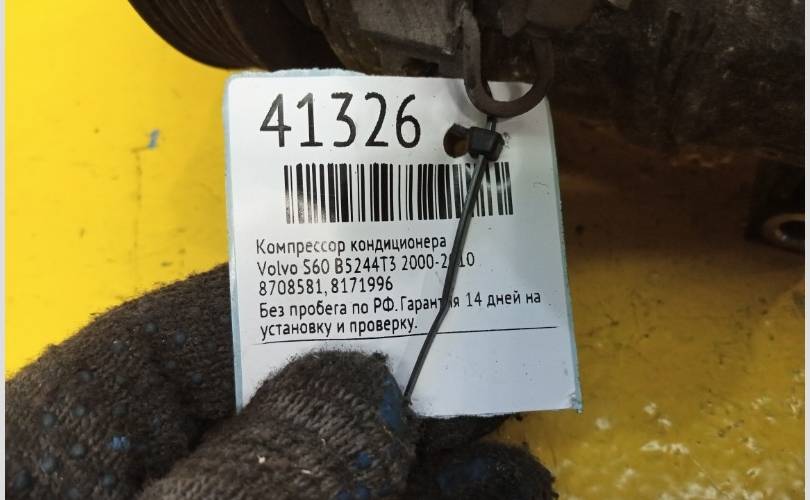 41326
Компрессор кондиционера
Volvo S60 B5244T3 2000-2010
8708581, 8171996
Без пробега по РФ. Гарантия 14 дней на
установку и проверку.